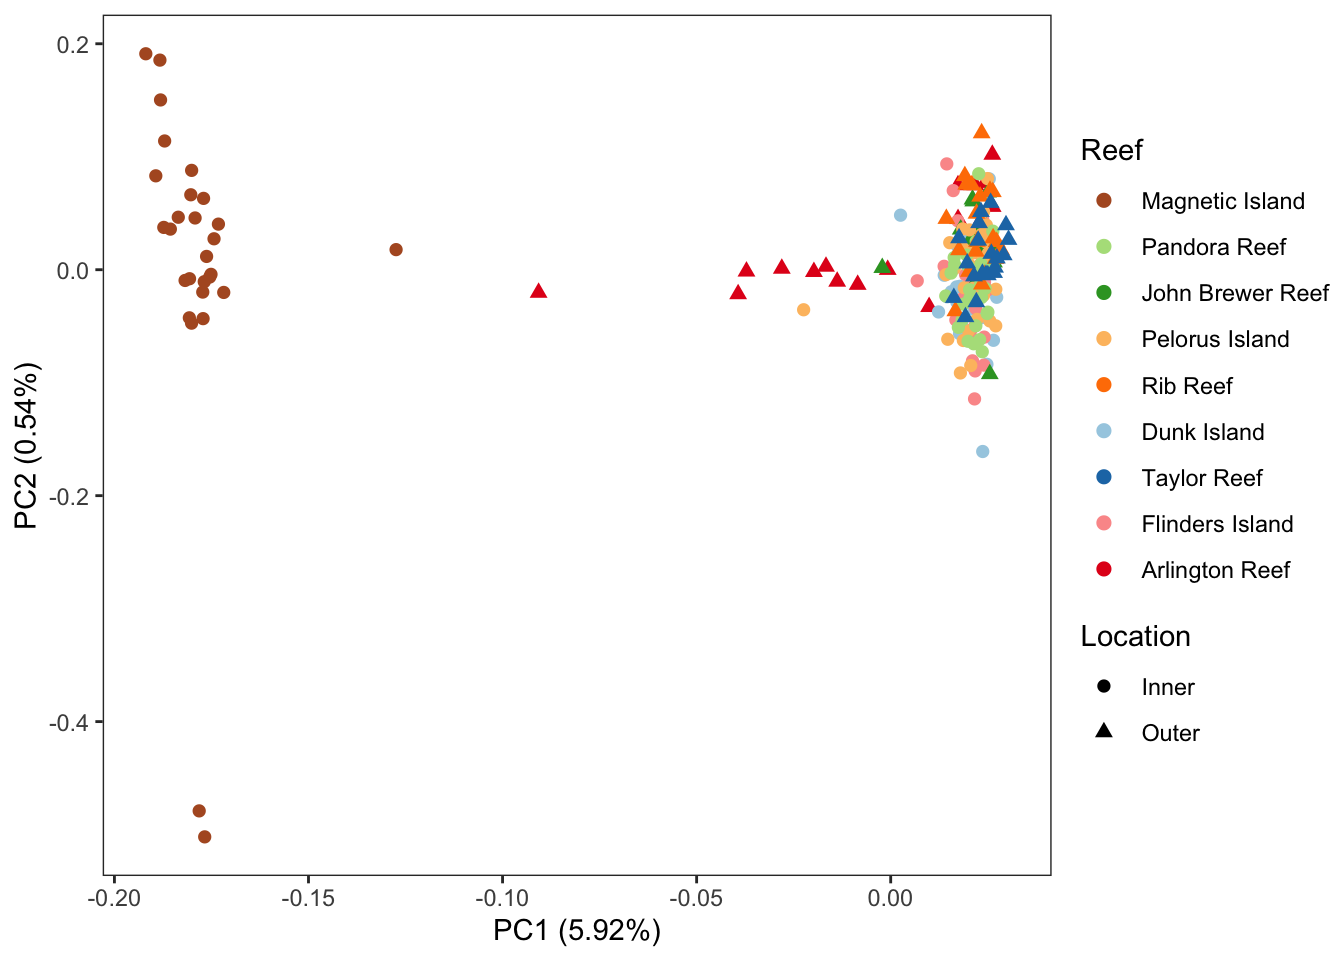 0.2
0.0
-0.2
-0.4
PC2 (0.54%)
-0.20 -0.15 -0.10 -0.05 0.00
PC1 (5.92%)
Reef
Magnetic Island
Pandora Reef
John Brewer Reef
Pelorus Island
Rib Reef
Dunk Island
Taylor Reef
Flinders Island
Arlington Reef
Location
Inner
Outer